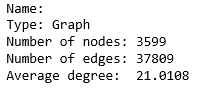 Name:
Type: Graph
Number of nodes: 3599
Number of edges: 37809
Average degree:  21.0108